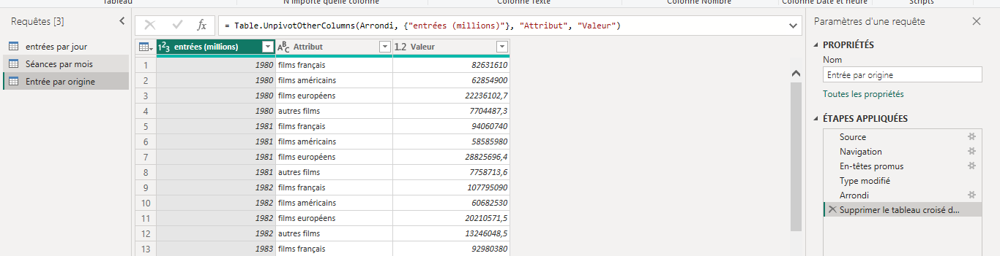 Tableau N'importe quelle colonne Colonne Texte Colonne Nombre Colonne Date et heure Scripts
Requêtes [3]
entrées par jour
Séances par mois
Entrée par origine
fx = Table.UnpivotOtherColumns(Arrondi, {"entrées (millions)"}, "Attribut", "Valeur")
1²3 entrées (millions) ABC Attribut 1.2 Valeur
1 1980 films français 82631610
2 1980 films américains 62854900
3 1980 films européens 22236102,7
4 1980 autres films 7704487,3
5 1981 films français 94060740
6 1981 films américains 58585980
7 1981 films européens 28825696,4
8 1981 autres films 7758713,6
9 1982 films français 107795090
10 1982 films américains 60682530
11 1982 films européens 20210571,5
12 1982 autres films 13246048,5
13 1983 films français 92980380
Paramètres d'une requête
PROPRIÉTÉS
Nom
Entrée par origine
Toutes les propriétés
ÉTAPES APPLIQUÉES
Source
Navigation
En-têtes promus
Type modifié
Arrondi
Supprimer le tableau croisé d...